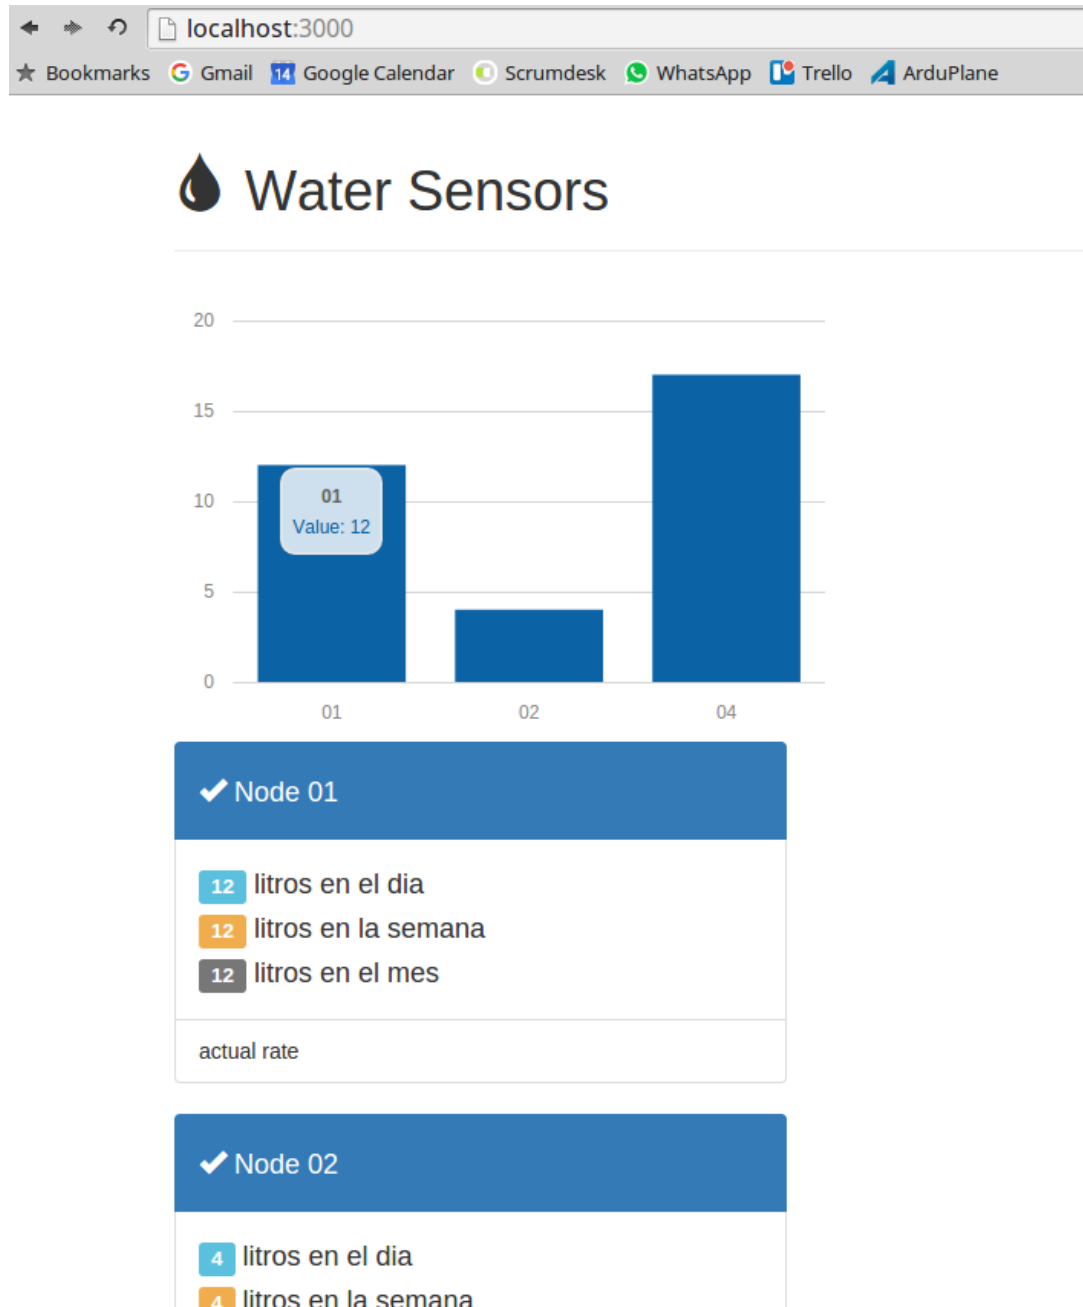 localhost:3000
Bookmarks Gmail 14 Google Calendar Scrumdesk WhatsApp Trello ArduPlane
Water Sensors
20
15
10
5
0
01
Value: 12
01 02 04
Node 01
12 litros en el dia
12 litros en la semana
12 litros en el mes
actual rate
Node 02
4 litros en el dia
4 litros en la semana